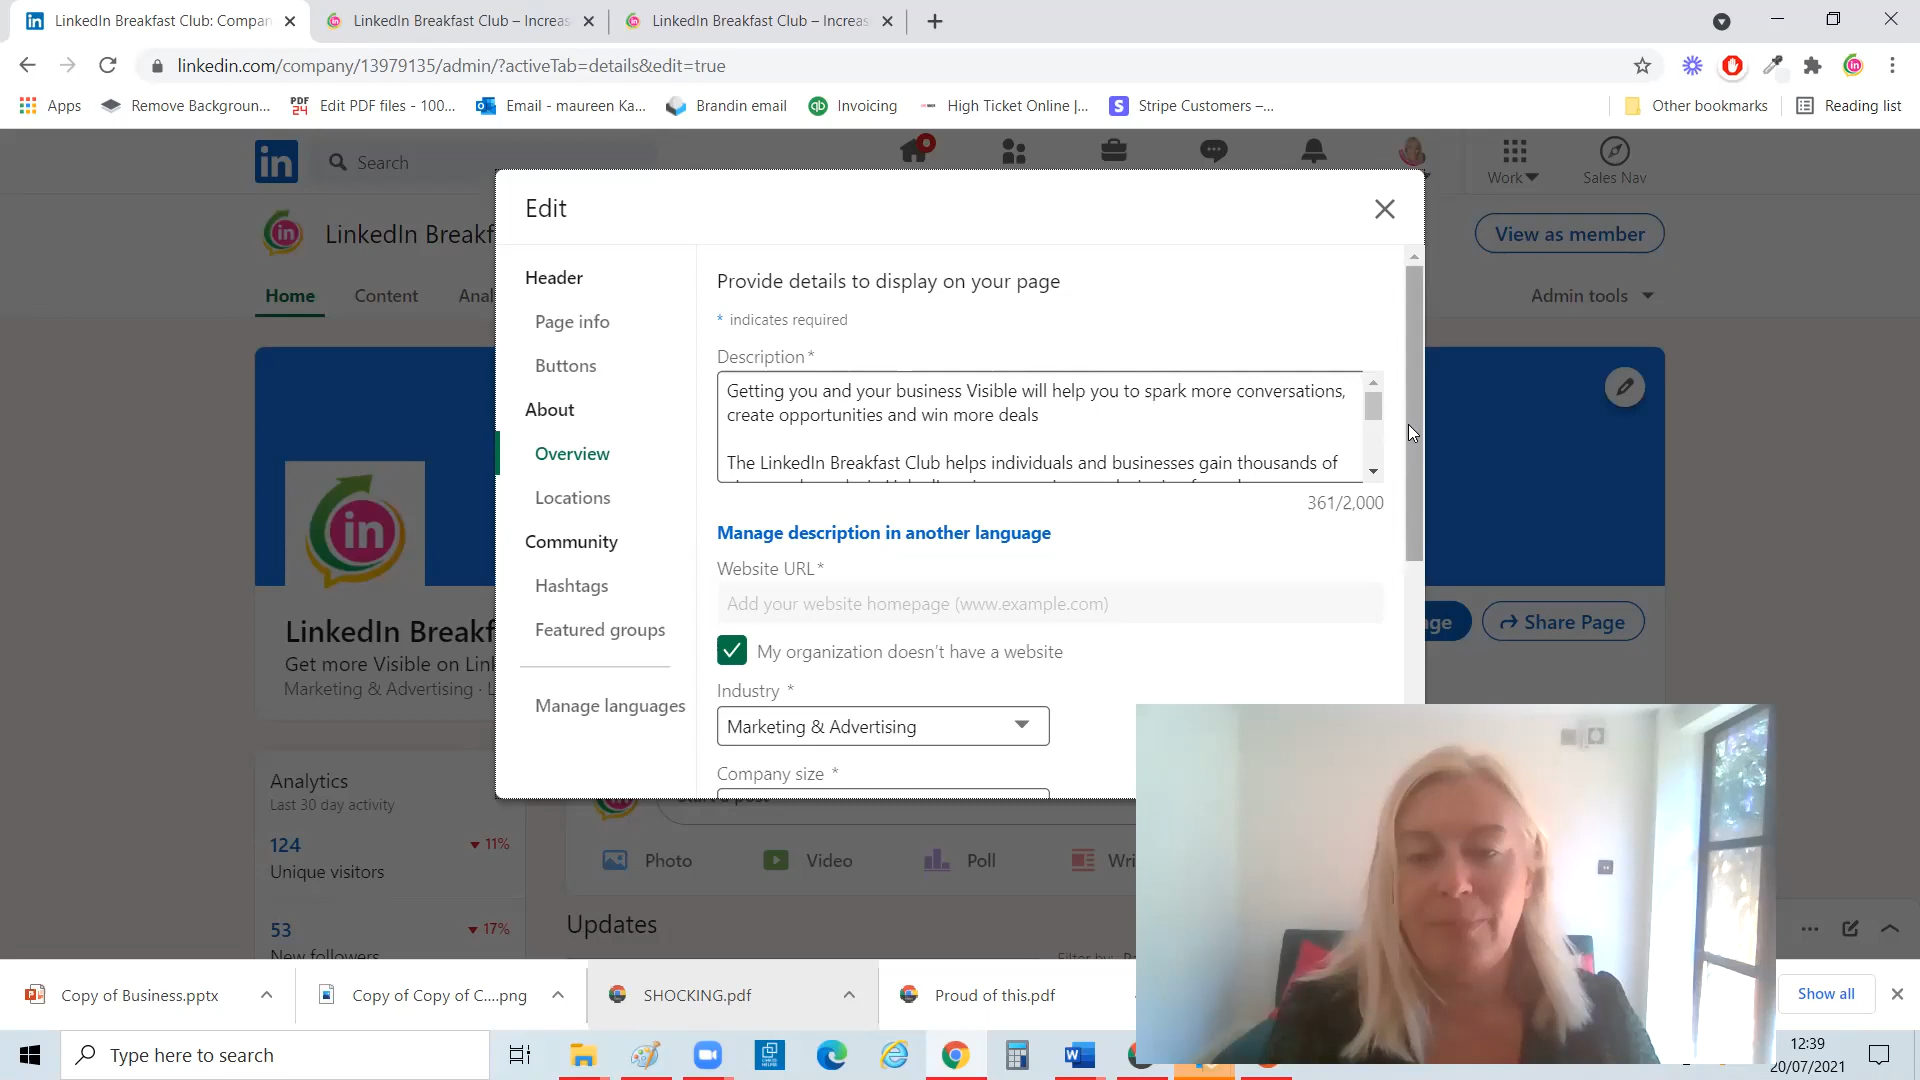 LinkedIn Breakfast Club: Compan
LinkedIn Breakfast Club – Increas
LinkedIn Breakfast Club – Increas
linkedin.com/company/13979135/admin/?activeTab=details&edit=true
Apps
Remove Backgroun...
Edit PDF files - 100...
Email - maureen Ka...
Brandin email
Invoicing
High Ticket Online |...
Stripe Customers –...
Other bookmarks
Reading list
Search
Work
Sales Nav
LinkedIn Breakf
View as member
Home
Content
Anal
Admin tools
Edit
Header
Page info
Buttons
About
Overview
Locations
Community
Hashtags
Featured groups
Manage languages
Provide details to display on your page
* indicates required
Description*
Getting you and your business Visible will help you to spark more conversations,
create opportunities and win more deals
The LinkedIn Breakfast Club helps individuals and businesses gain thousands of
361/2,000
Manage description in another language
Website URL*
Add your website homepage (www.example.com)
My organization doesn't have a website
Industry *
Marketing & Advertising
Company size *
LinkedIn Breakf
Get more Visible on Lin
Marketing & Advertising · L
ge
Share Page
Analytics
Last 30 day activity
124
11%
Unique visitors
53
17%
New followers
Photo
Video
Poll
Wri
Updates
Copy of Business.pptx
Copy of Copy of C....png
SHOCKING.pdf
Proud of this.pdf
Show all
Type here to search
12:39
20/07/2021